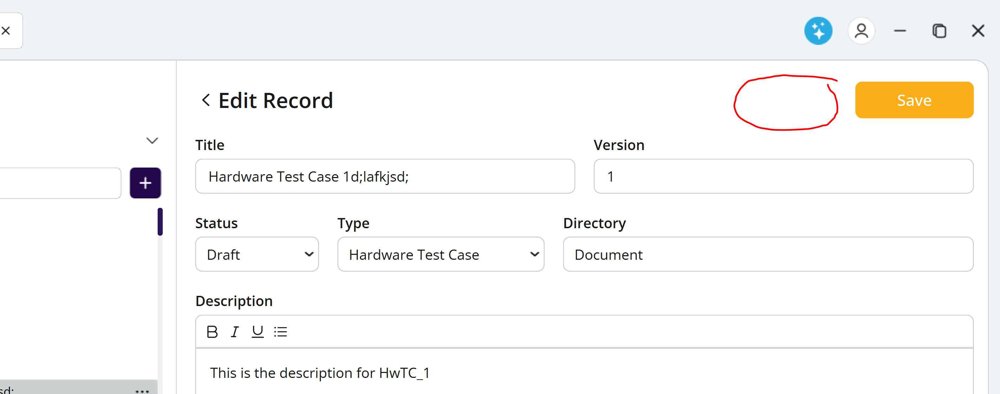 Edit Record
Save
Title
Version
Hardware Test Case 1d;lafkjsd;
1
Status
Type
Directory
Draft
Hardware Test Case
Document
Description
B I U
This is the description for HwTC_1
sd;